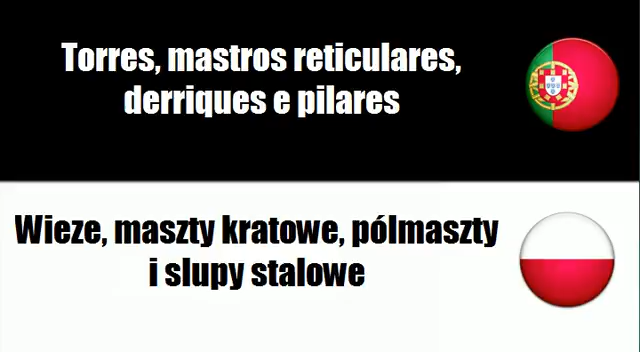 Torres, mastros reticulares,
derriques e pilares
Wieze, maszty kratowe, pólmaszty
i slupy stalowe